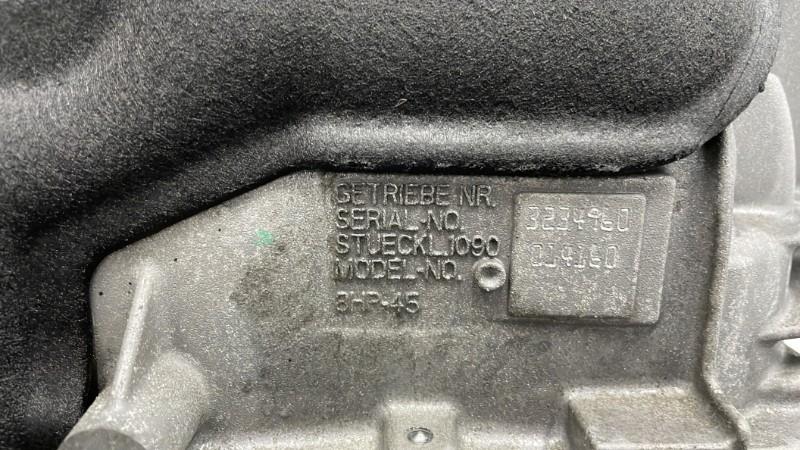 GETRIEBE NR.
SERIAL-NO. 3234960
STUECKL.1090
MODEL-NO. 014160
8HP-45